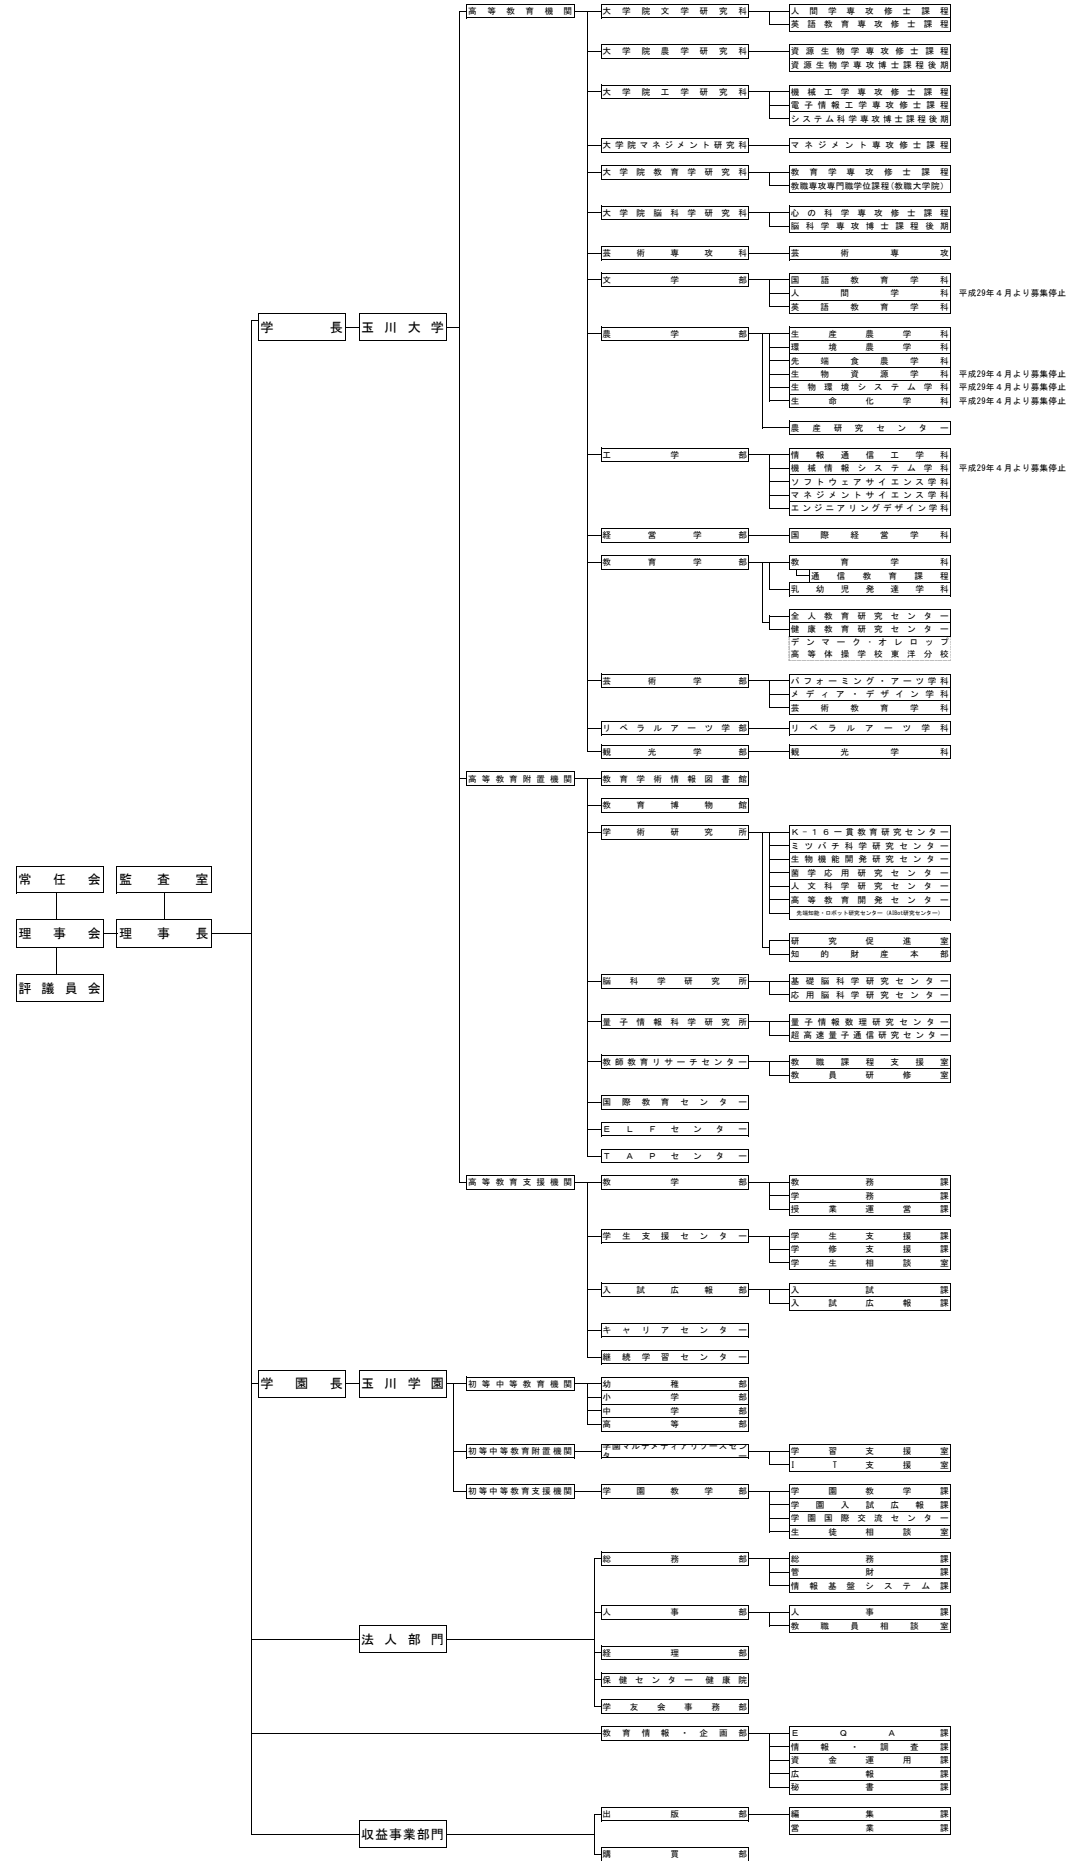 高等教育機関
大学院文学研究科
人間学専攻修士課程
英語教育専攻修士課程
大学院農学研究科
資源生物学専攻修士課程
資源生物学専攻博士課程後期
大学院工学研究科
機械工学専攻修士課程
電子情報工学専攻修士課程
システム科学専攻博士課程後期
大学院マネジメント研究科
マネジメント専攻修士課程
大学院教育学研究科
教育学専攻修士課程
教職専攻専門職学位課程(教職大学院)
大学院脳科学研究科
心の科学専攻修士課程
脳科学専攻博士課程後期
芸術専攻科
芸術専攻
文学部
国語教育学科
人間学科 平成29年4月より募集停止
英語教育学科
学長
玉川大学
農学部
生産農学科
環境農学科
先端食農学科
生物資源学科 平成29年4月より募集停止
生物環境システム学科 平成29年4月より募集停止
生命化学科 平成29年4月より募集停止
農産研究センター
工学部
情報通信工学科
機械情報システム学科 平成29年4月より募集停止
ソフトウェアサイエンス学科
マネジメントサイエンス学科
エンジニアリングデザイン学科
経営学部
国際経営学科
教育学部
教育学科
通信教育課程
乳幼児発達学科
全人教育研究センター
健康教育研究センター
デンマーク・オレロップ
高等体操学校東洋分校
芸術学部
パフォーミング・アーツ学科
メディア・デザイン学科
芸術教育学科
リベラルアーツ学部
リベラルアーツ学科
観光学部
観光学科
高等教育附置機関
教育学術情報図書館
教育博物館
学術研究所
K-16一貫教育研究センター
ミツバチ科学研究センター
生物機能開発研究センター
菌学応用研究センター
人文科学研究センター
高等教育開発センター
先端知能・ロボット研究センター(AIBot研究センター)
研究促進室
知的財産本部
常任会
監査室
理事会
理事長
評議員会
脳科学研究所
基礎脳科学研究センター
応用脳科学研究センター
量子情報科学研究所
量子情報数理研究センター
超高速量子通信研究センター
教師教育リサーチセンター
教職課程支援室
教員研修室
国際教育センター
ELFセンター
TAPセンター
高等教育支援機関
教学部
教務課
学務課
授業運営課
学生支援センター
学生支援課
学修支援課
学生相談室
入試広報部
入試課
入試広報課
キャリアセンター
継続学習センター
学園長
玉川学園
初等中等教育機関
幼稚部
小学部
中学部
高等部
初等中等教育附置機関
学園マルチメディアリソースセン
ター
学習支援室
IT支援室
初等中等教育支援機関
学園教学部
学園教学課
学園入試広報課
学園国際交流センター
生徒相談室
総務部
総務課
管財課
情報基盤システム課
法人部門
人事部
人事課
教職員相談室
経理部
保健センター健康院
学友会事務部
教育情報・企画部
EQA課
情報・調査課
資金運用課
広報課
秘書課
収益事業部門
出版部
編集課
営業課
購買部